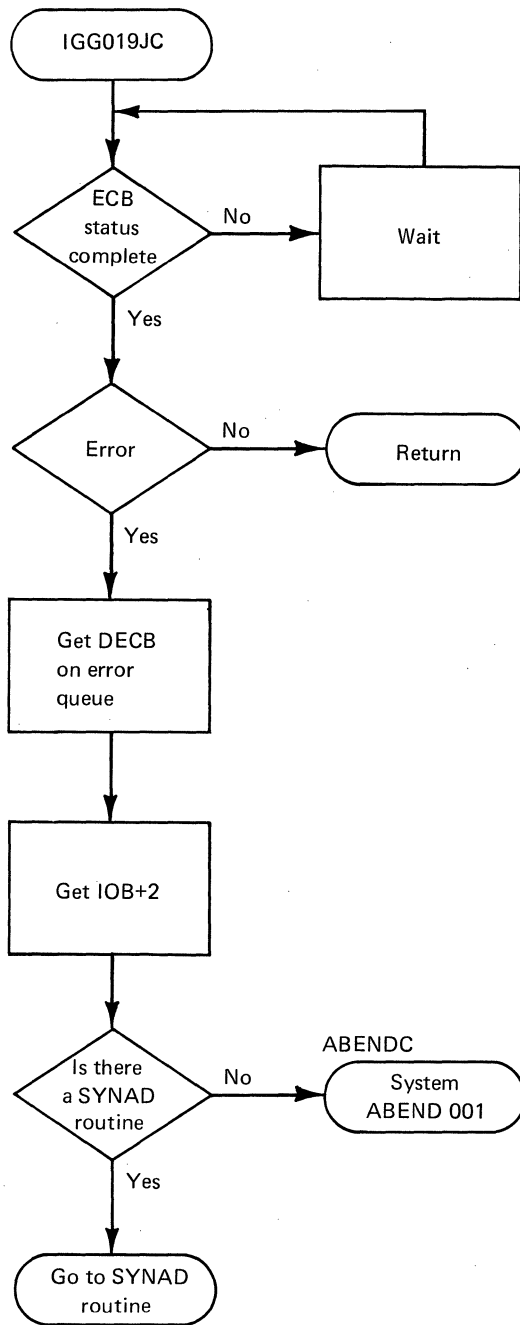 IGG019JC
ECB
status
complete
No
Wait
Yes
Error
No
Return
Yes
Get DECB
on error
queue
Get IOB+2
Is there
a SYNAD
routine
No
ABENDC
System
ABEND 001
Yes
Go to SYNAD
routine